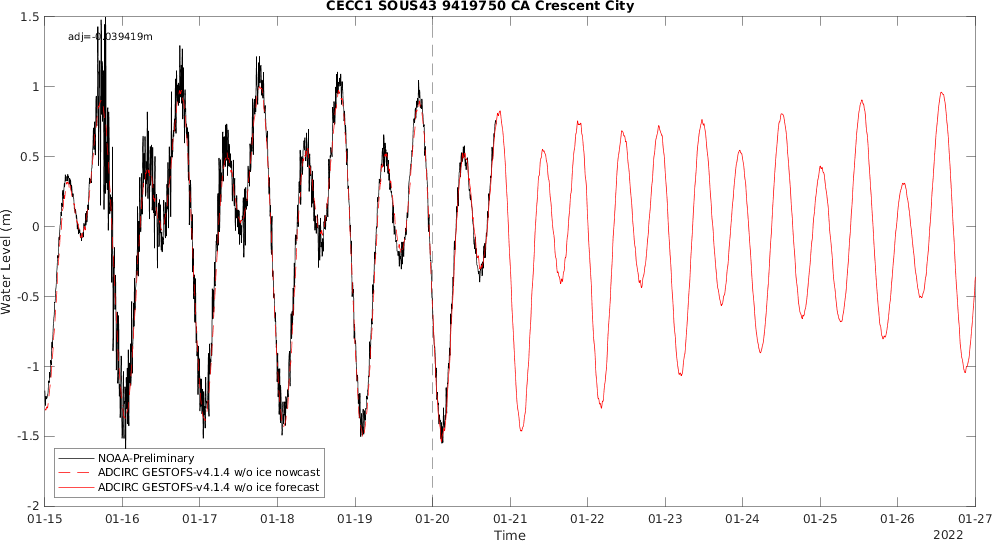 CECC1 SOUS43 9419750 CA Crescent City
adj=-0.039419m
1.5
1
0.5
0
-0.5
-1
-1.5
-2
Water Level (m)
NOAA-Preliminary
ADCIRC GESTOFS-v4.1.4 w/o ice nowcast
ADCIRC GESTOFS-v4.1.4 w/o ice forecast
01-15 01-16 01-17 01-18 01-19 01-20 01-21 01-22 01-23 01-24 01-25 01-26 01-27
Time
2022